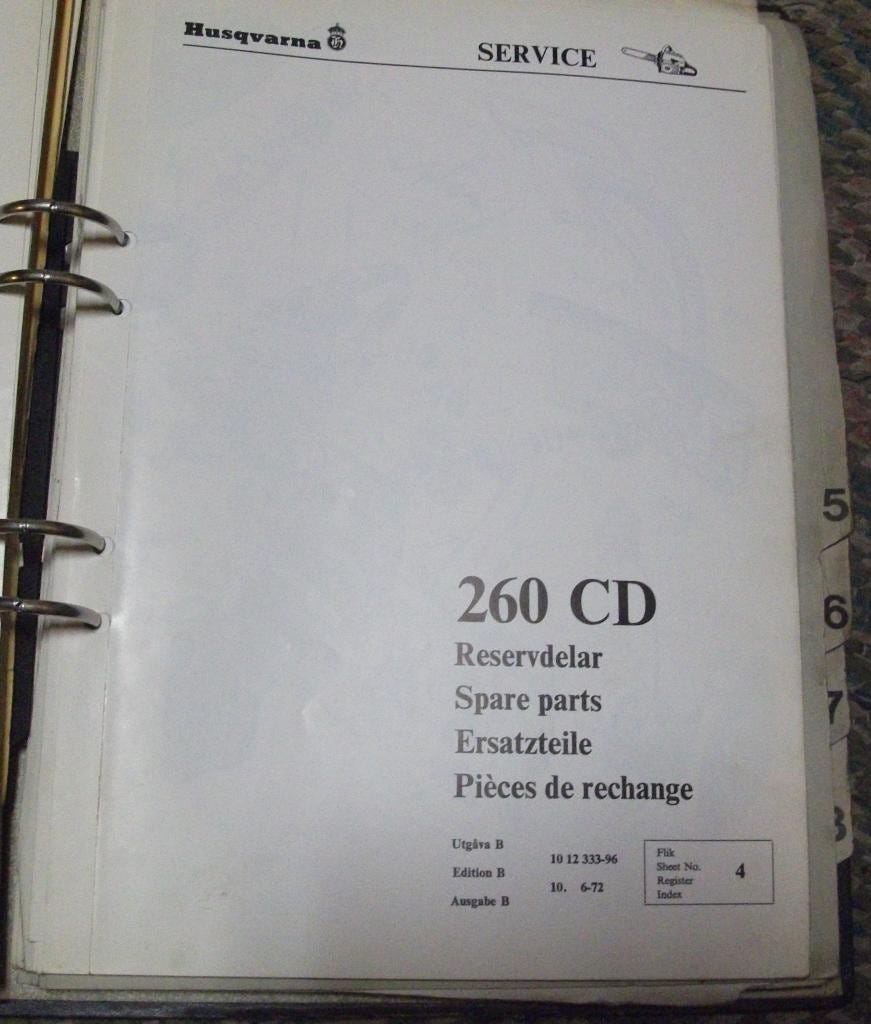 Husqvarna
SERVICE
260 CD
Reservdelar
Spare parts
Ersatzteile
Pièces de rechange
Utgåva B
Edition B
Ausgabe B
10 12 333-96
10. 6-72
Flik
Sheet No.
Register
Index
4
5
6
7
8